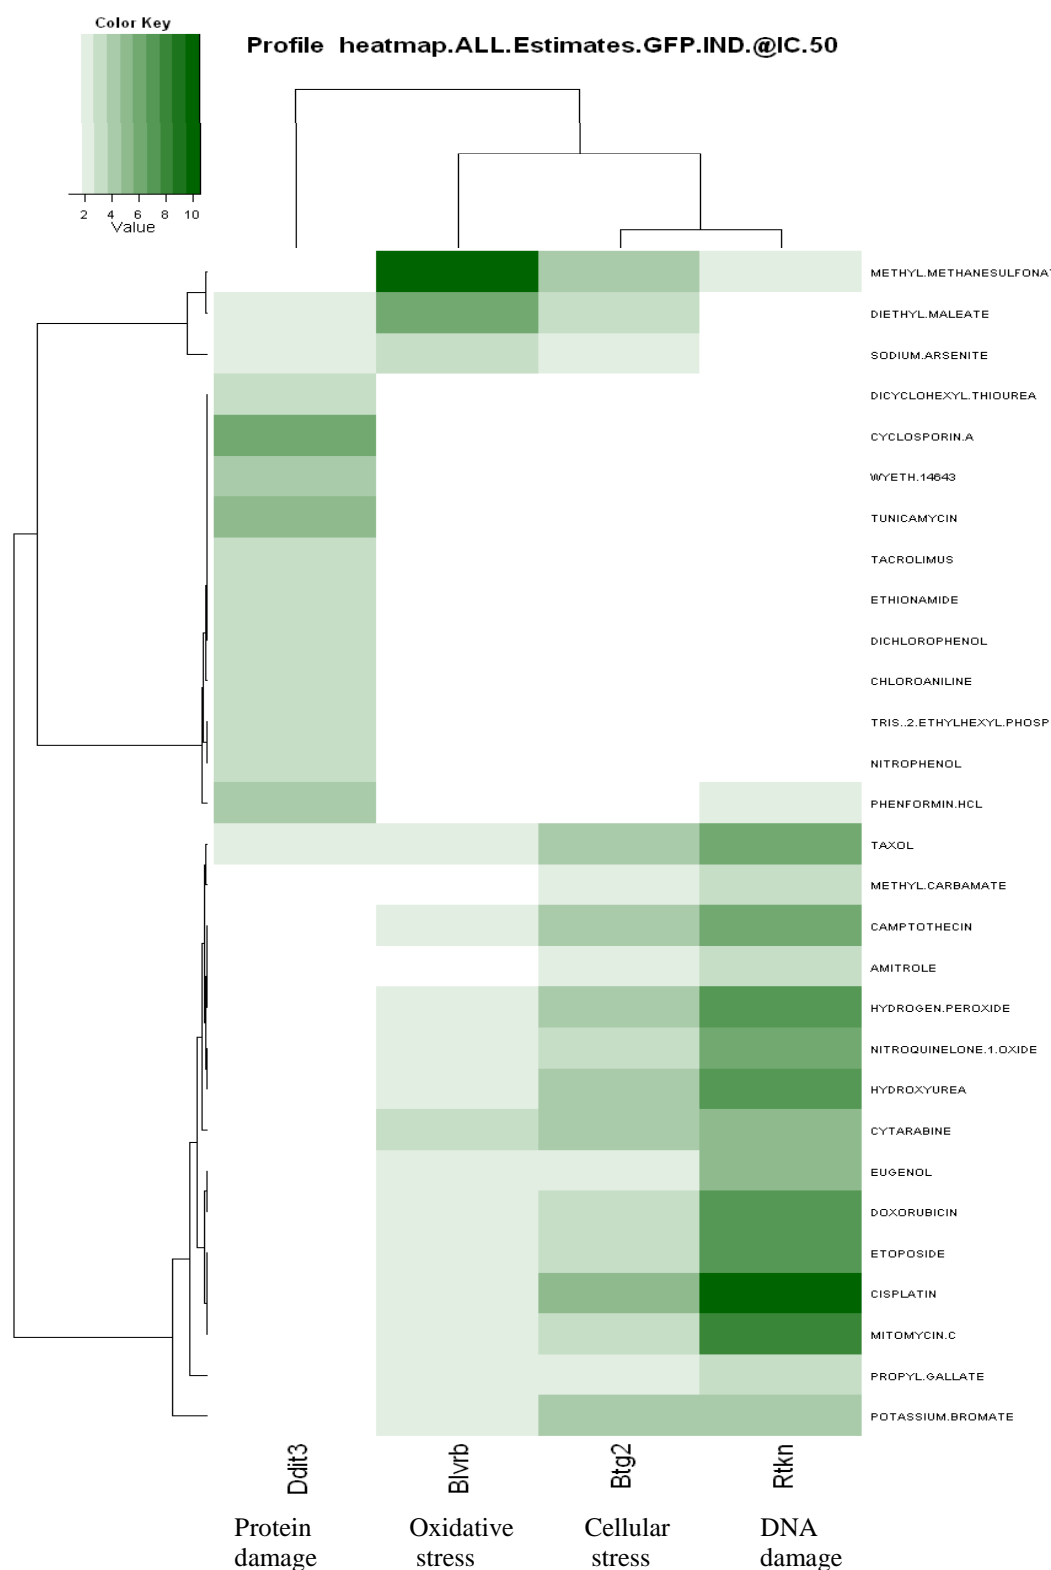 Color Key
Profile heatmap.ALL.Estimates.GFP.IND.@IC.50
2 4 6 8 10
Value
METHYL.METHANESULFONA
DIETHYL.MALEATE
SODIUM.ARSENITE
DICYCLOHEXYL.THIOUREA
CYCLOSPORIN.A
WYETH.14643
TUNICAMYCIN
TACROLIMUS
ETHIONAMIDE
DICHLOROPHENOL
CHLOROANILINE
TRIS..2.ETHYLHEXYL.PHOSP
NITROPHENOL
PHENFORMIN.HCL
TAXOL
METHYL.CARBAMATE
CAMPTOTHECIN
AMITROLE
HYDROGEN.PEROXIDE
NITROQUINELONE.1.OXIDE
HYDROXYUREA
CYTARABINE
EUGENOL
DOXORUBICIN
ETOPOSIDE
CISPLATIN
MITOMYCIN.C
PROPYL.GALLATE
POTASSIUM.BROMATE
Ddit3 Blvrb Btg2 Rtkn
Protein Oxidative Cellular DNA
damage stress stress damage